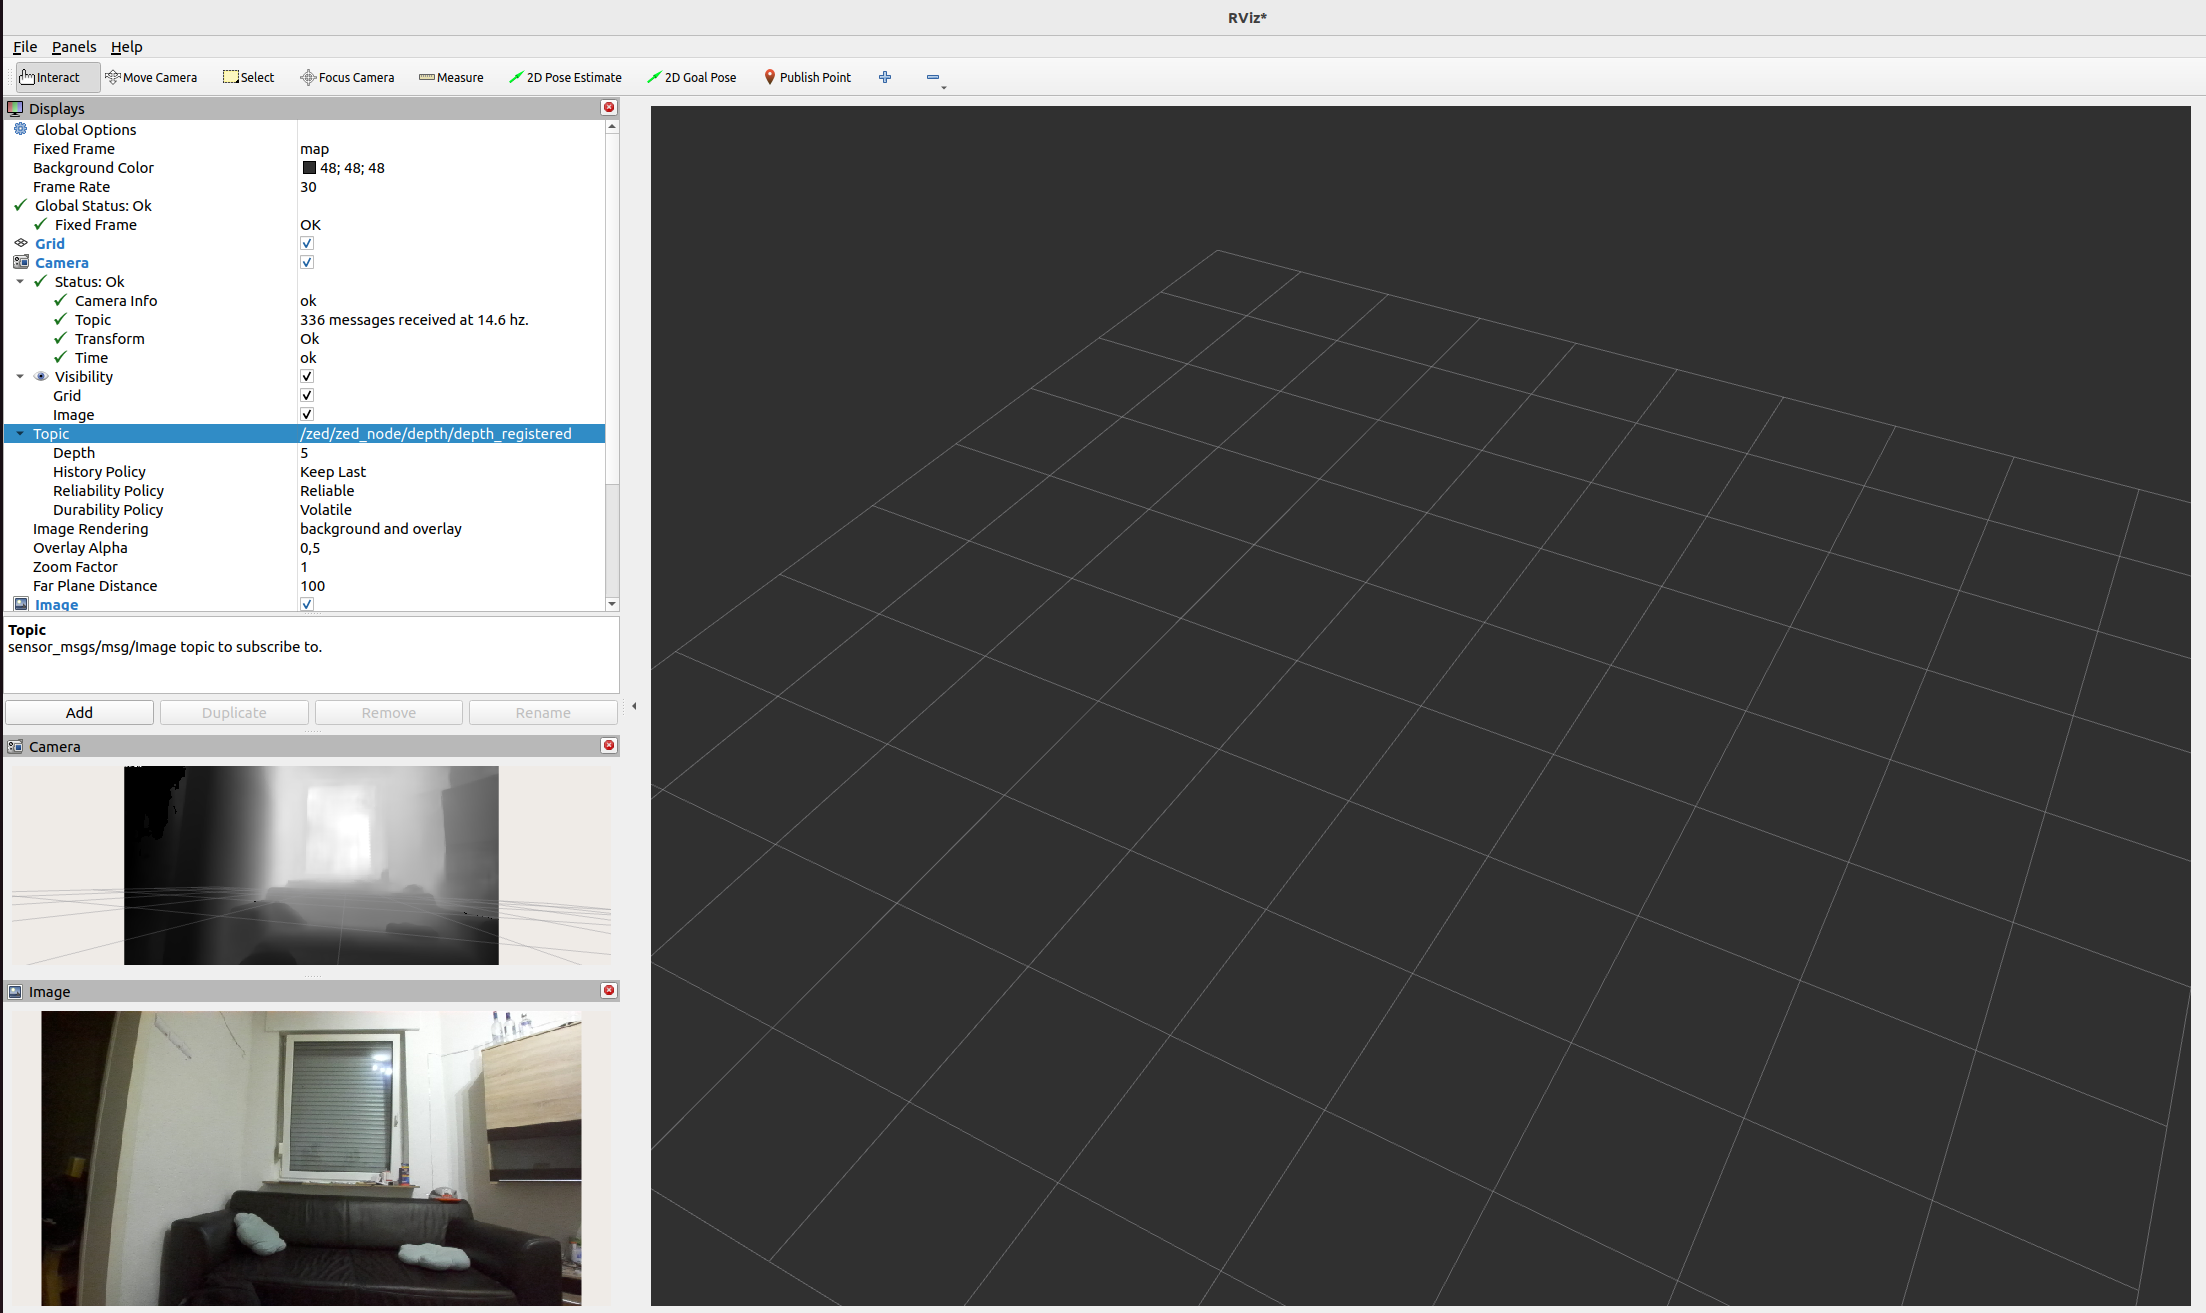 RViz*
File Panels Help
Interact Move Camera Select Focus Camera Measure 2D Pose Estimate 2D Goal Pose Publish Point
Displays
Global Options
Fixed Frame map
Background Color 48; 48; 48
Frame Rate 30
Global Status: Ok
Fixed Frame OK
Grid
Camera
Status: Ok
Camera Info ok
Topic 336 messages received at 14.6 hz.
Transform Ok
Time ok
Visibility
Grid
Image
Topic /zed/zed_node/depth/depth_registered
Depth 5
History Policy Keep Last
Reliability Policy Reliable
Durability Policy Volatile
Image Rendering background and overlay
Overlay Alpha 0,5
Zoom Factor 1
Far Plane Distance 100
Image
Topic
sensor_msgs/msg/Image topic to subscribe to.
Add Duplicate Remove Rename
Camera
Image